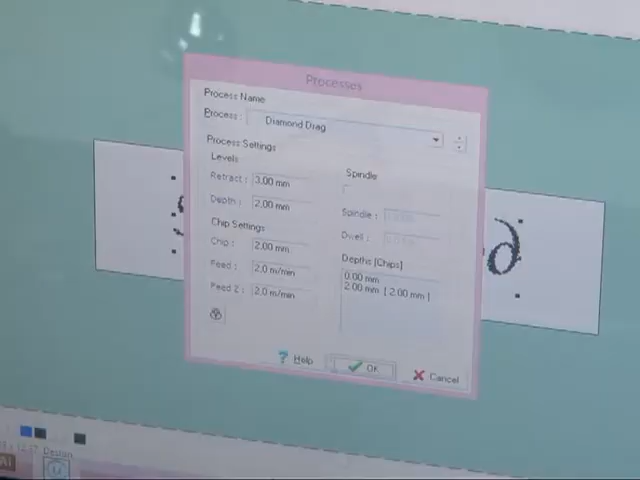 Processes
Process Name
Process : Diamond Drag
Process Settings
Levels
Retract : 3.00 mm
Depth : 2.00 mm
Chip Settings
Chip : 2.00 mm
Feed : 2.0 m/min
Feed Z : 2.0 m/min
Spindle
Spindle :
Dwell :
Depths [Chips]
0.00 mm
2.00 mm [ 2.00 mm ]
? Help
OK
Cancel
Design